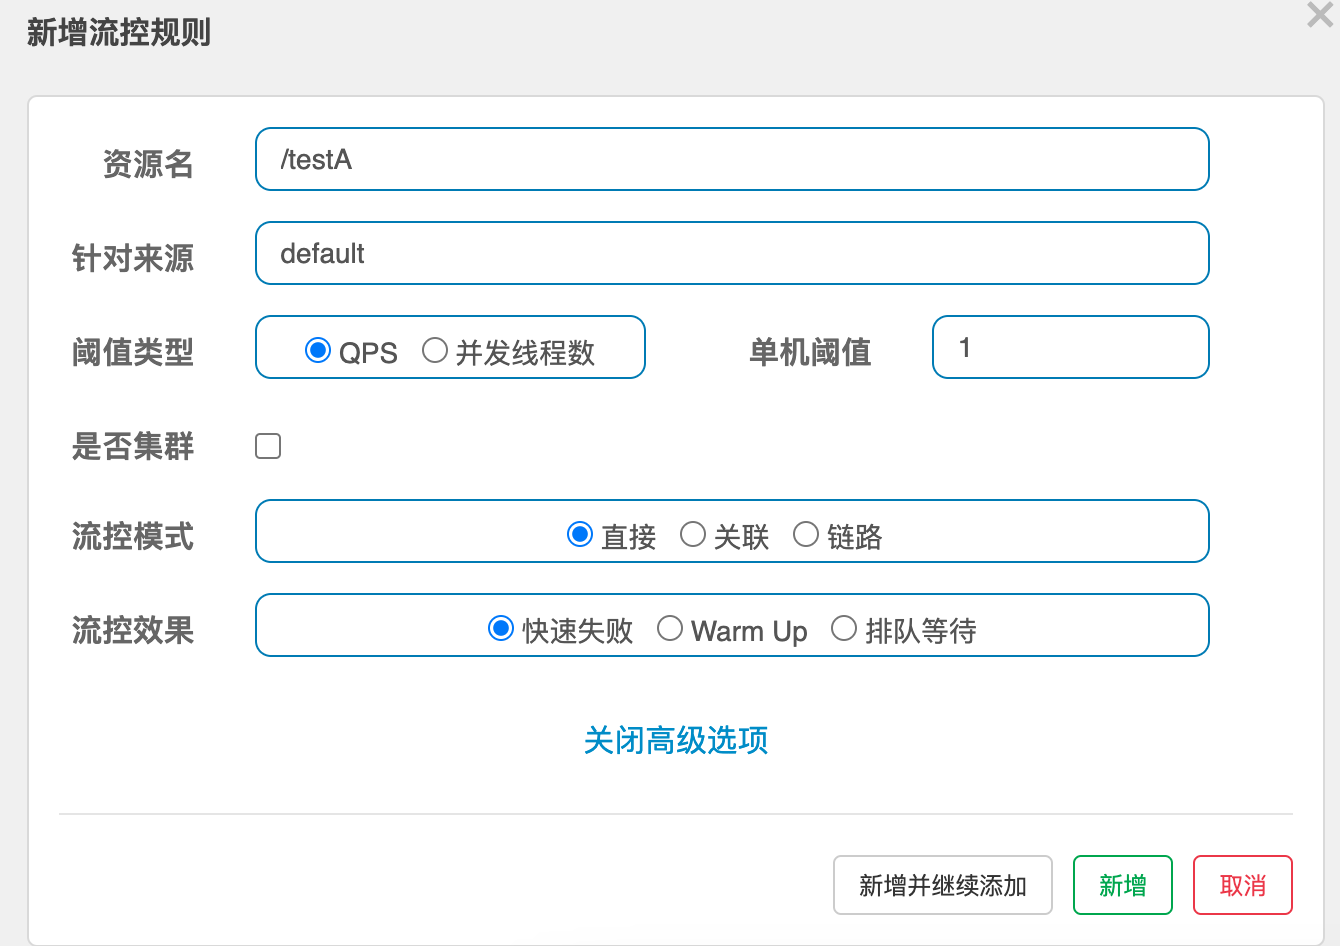 新增流控规则
资源名 /testA
针对来源 default
阈值类型 QPS 并发线程数 单机阈值 1
是否集群
流控模式 直接 关联 链路
流控效果 快速失败 Warm Up 排队等待
关闭高级选项
新增并继续添加 新增 取消